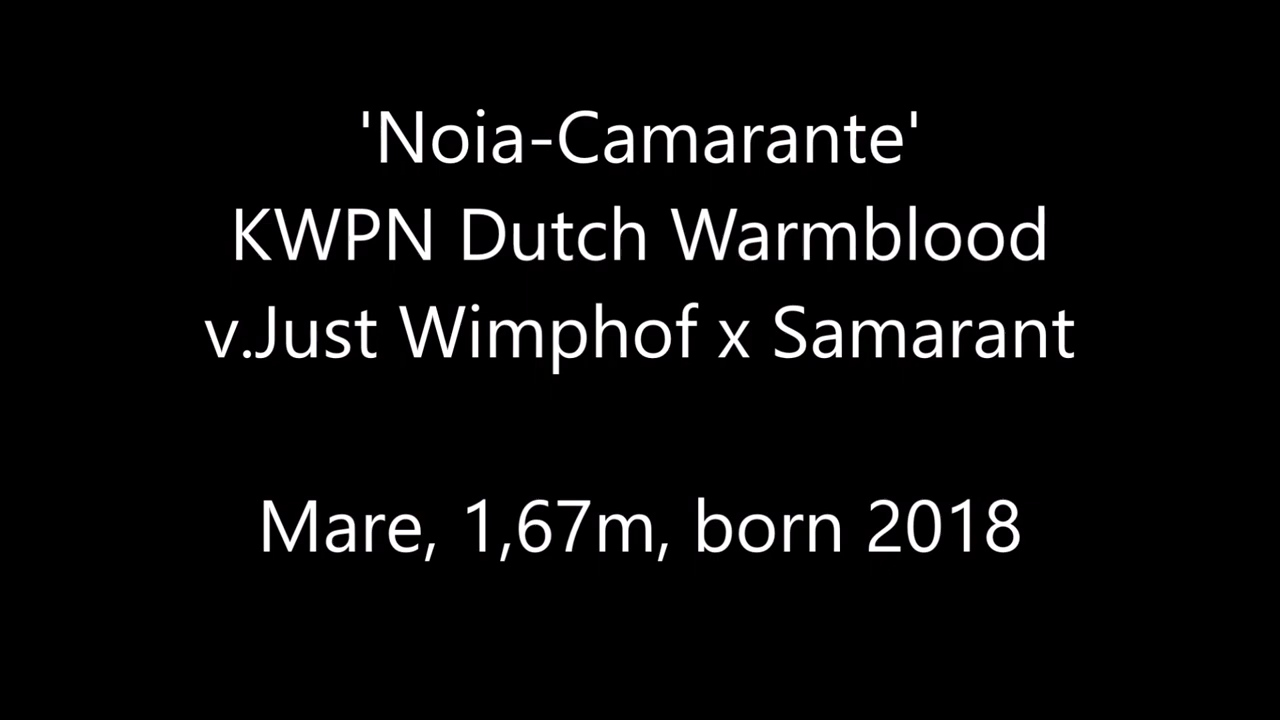 'Noia-Camarante'
KWPN Dutch Warmblood
v.Just Wimphof x Samarant
Mare, 1,67m, born 2018